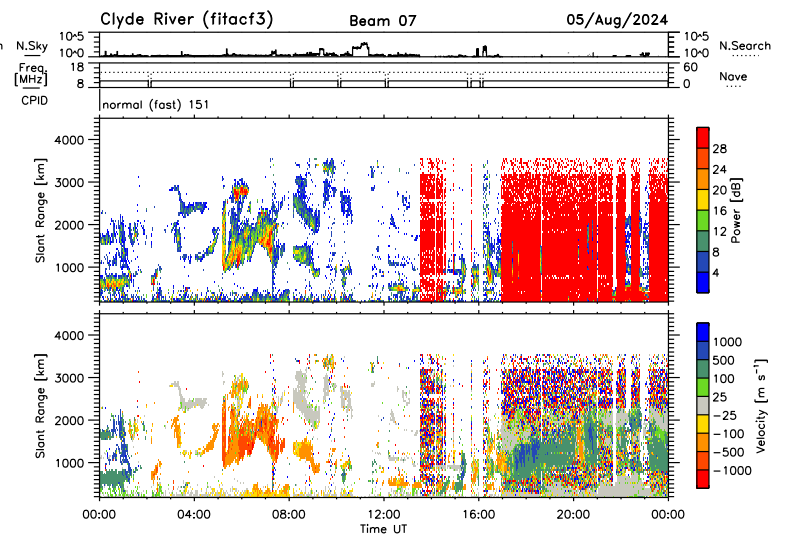 Clyde River (fitacf3) Beam 07 05/Aug/2024
n N.Sky 10^5 10^0 10^5 10^0 N.Search
Freq. [MHz] 18 8 60 0 Nave
CPID normal (fast) 151
4000
3000
2000
1000
Slant Range [km]
28
24
20
16
12
8
4
Power [dB]
4000
3000
2000
1000
Slant Range [km]
1000
500
100
25
-25
-100
-500
-1000
Velocity [m s⁻¹]
00:00 04:00 08:00 12:00 16:00 20:00 00:00
Time UT